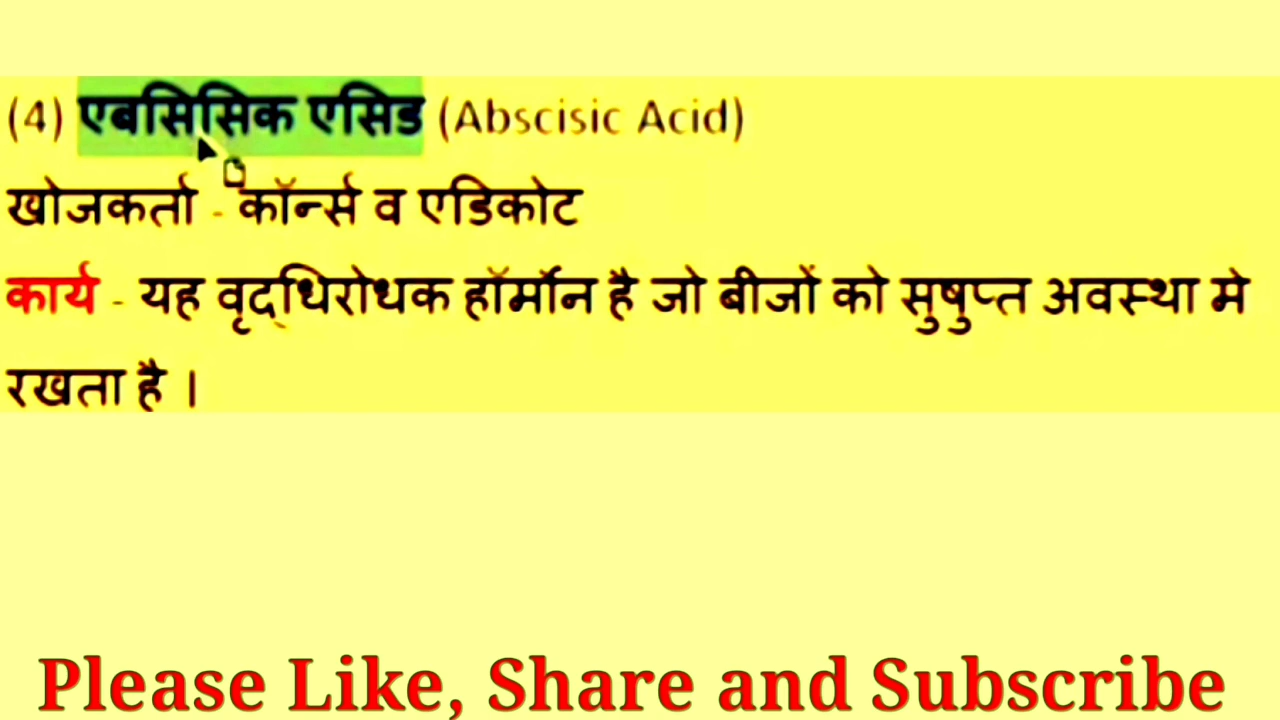 (4) एबसिसिक एसिड (Abscisic Acid)
खोजकर्ता - कॉर्न्स व एडिकोट
कार्य - यह वृद्धिरोधक हॉर्मोन है जो बीजों को सुषुप्त अवस्था मे
रखता है ।
Please Like, Share and Subscribe